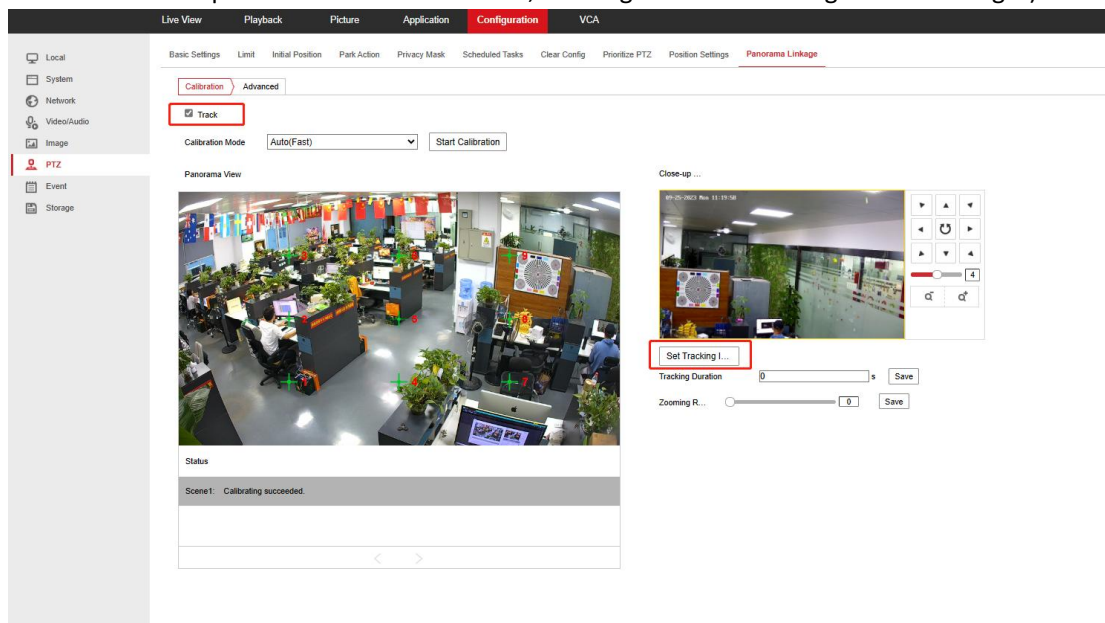 Live View Playback Picture Application Configuration VCA
Local
System
Network
Video/Audio
Image
PTZ
Event
Storage
Basic Settings Limit Initial Position Park Action Privacy Mask Scheduled Tasks Clear Config Prioritize PTZ Position Settings Panorama Linkage
Calibration Advanced
Track
Calibration Mode Auto(Fast) Start Calibration
Panorama View
Close-up ...
09-25-2023 Mon 11:19:58
4
Set Tracking I...
Tracking Duration 0 s Save
Zooming R... 0 Save
Status
Scene1: Calibrating succeeded.